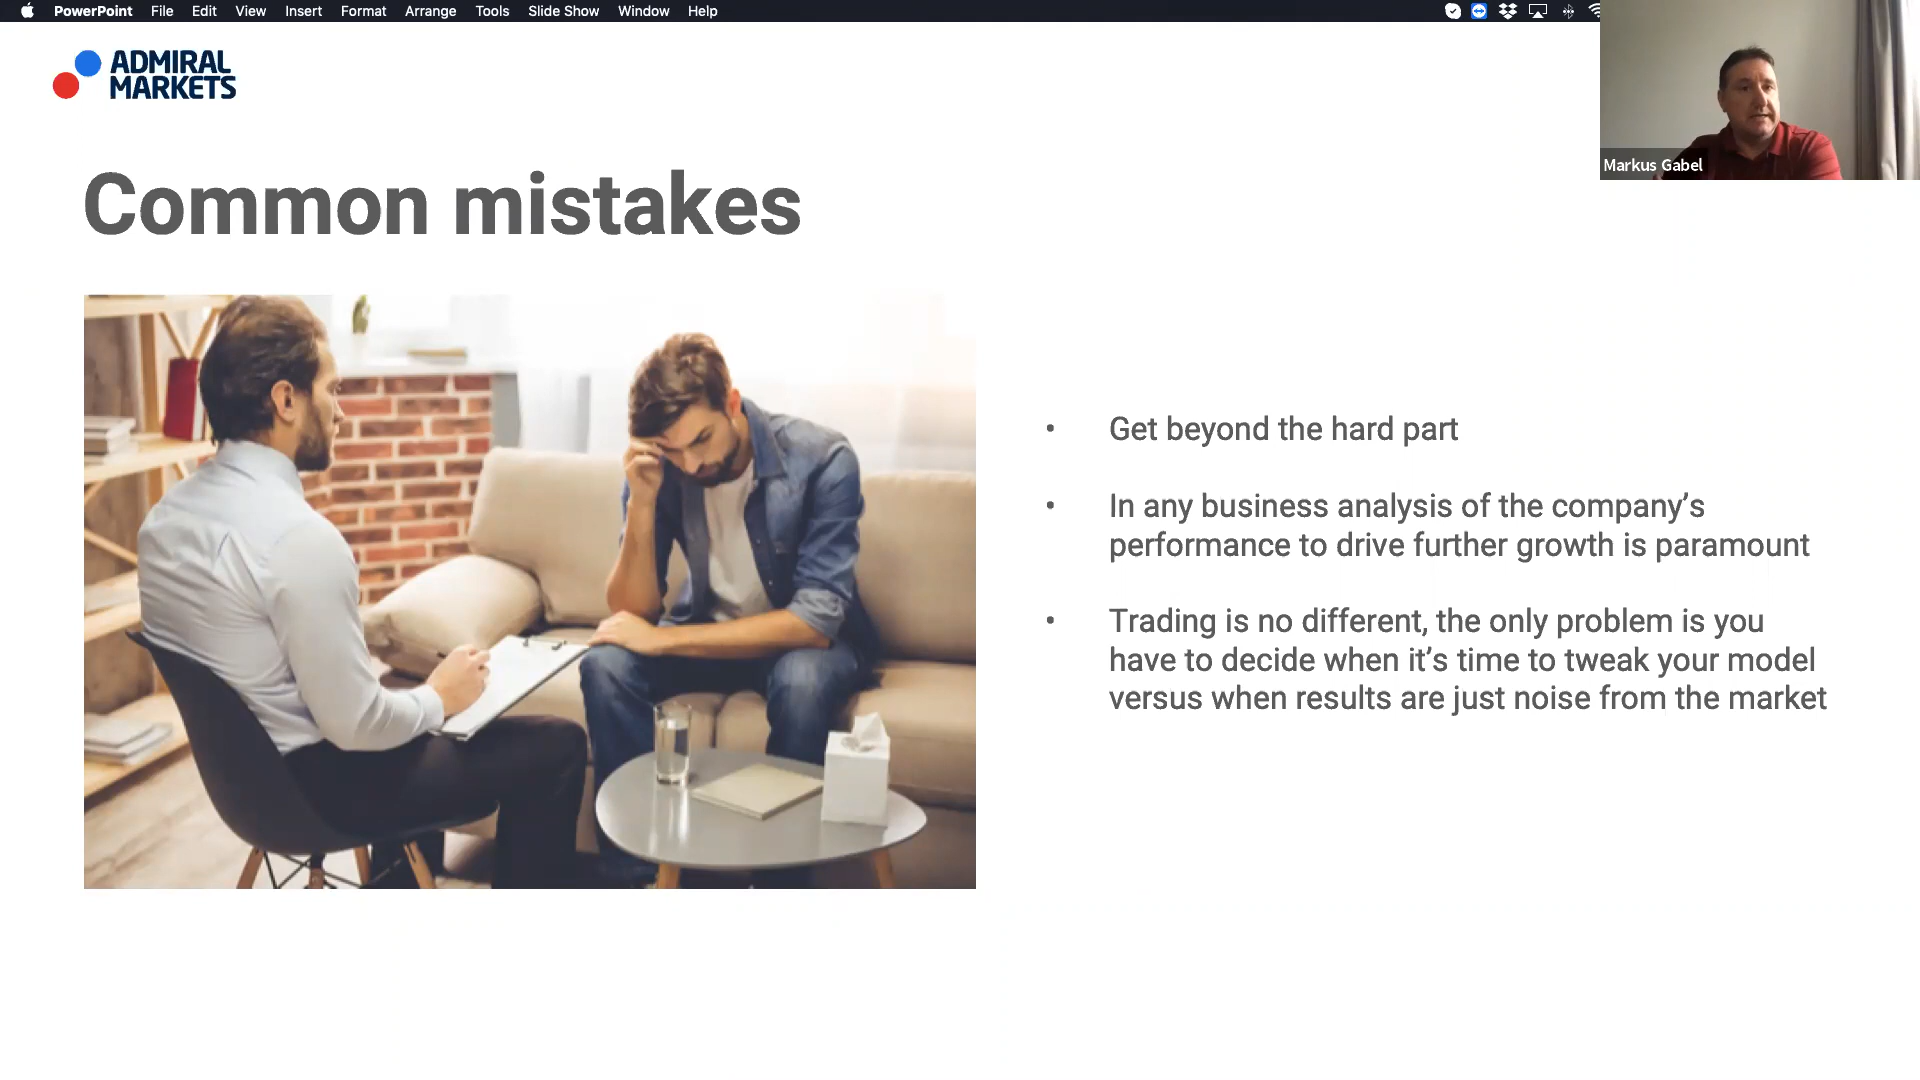 PowerPoint File Edit View Insert Format Arrange Tools Slide Show Window Help
ADMIRAL
MARKETS
Markus Gabel
Common mistakes
• Get beyond the hard part
• In any business analysis of the company’s
performance to drive further growth is paramount
• Trading is no different, the only problem is you
have to decide when it’s time to tweak your model
versus when results are just noise from the market